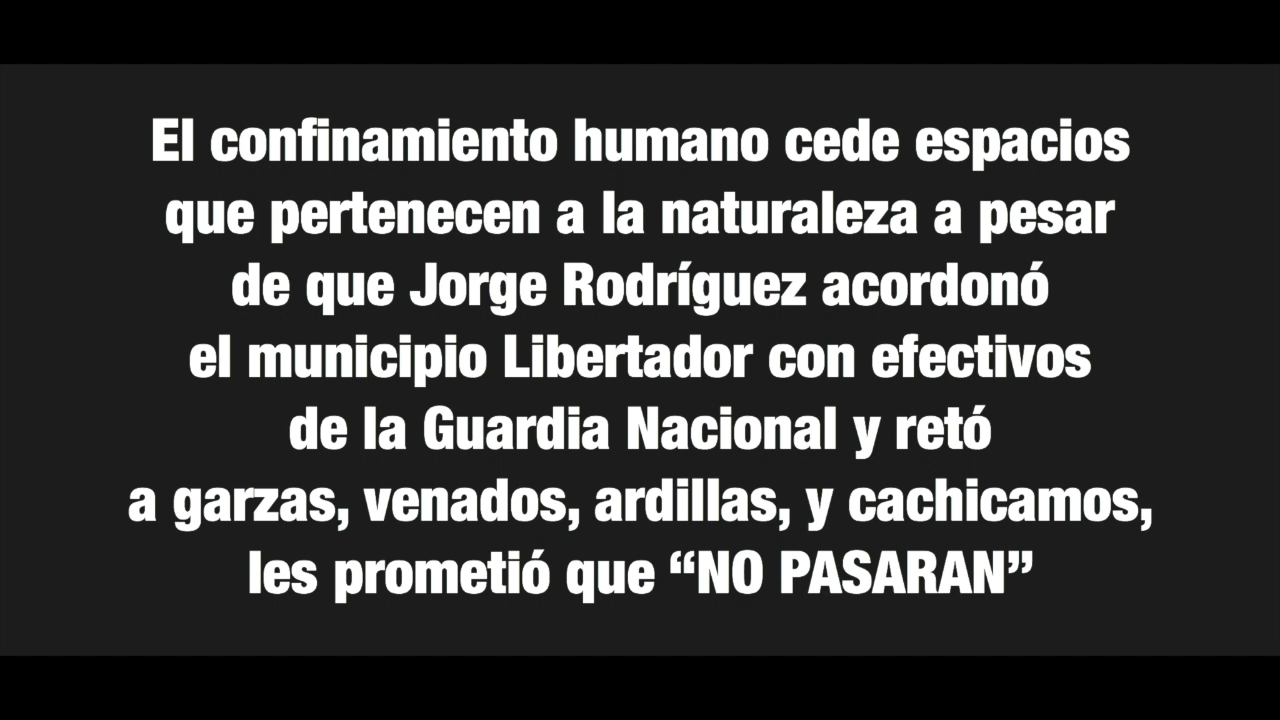 El confinamiento humano cede espacios
que pertenecen a la naturaleza a pesar
de que Jorge Rodríguez acordonó
el municipio Libertador con efectivos
de la Guardia Nacional y retó
a garzas, venados, ardillas, y cachicamos,
les prometió que “NO PASARAN”